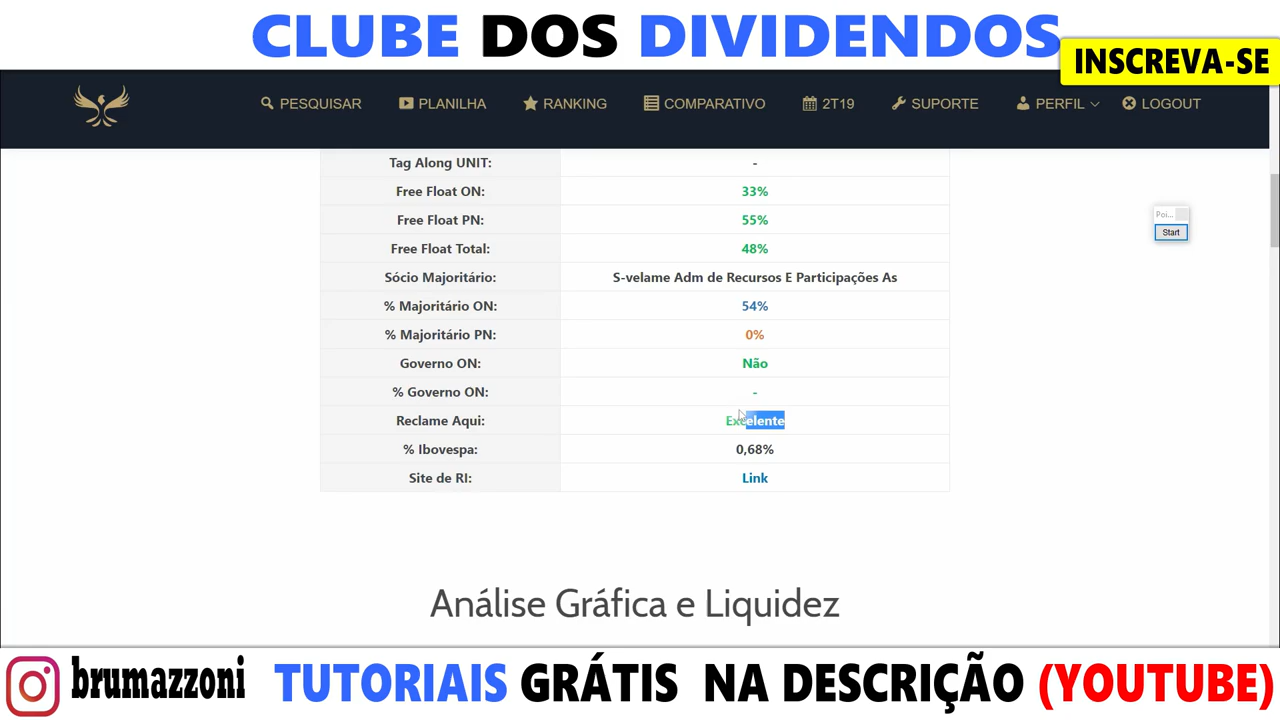 CLUBE DOS DIVIDENDOS
INSCREVA-SE
PESQUISAR PLANILHA RANKING COMPARATIVO 2T19 SUPORTE PERFIL LOGOUT
Tag Along UNIT: -
Free Float ON: 33%
Free Float PN: 55%
Free Float Total: 48%
Sócio Majoritário: S-velame Adm de Recursos E Participações As
% Majoritário ON: 54%
% Majoritário PN: 0%
Governo ON: Não
% Governo ON: -
Reclame Aqui: Excelente
% Ibovespa: 0,68%
Site de RI: Link
Poi...
Start
Análise Gráfica e Liquidez
brumazzoni TUTORIAIS GRÁTIS NA DESCRIÇÃO (YOUTUBE)